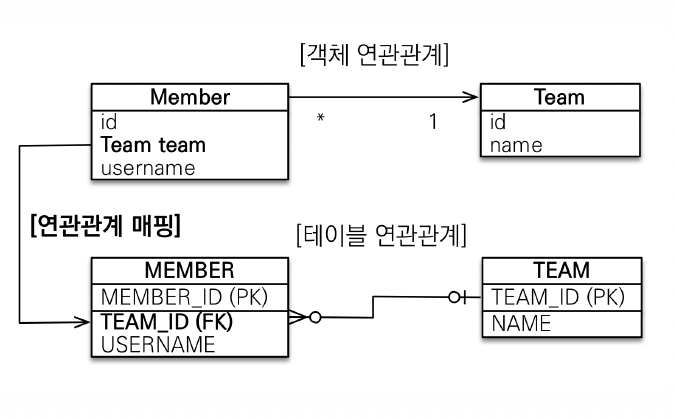 [객체 연관관계]
Member
Team
id
Team team
username
*
1
id
name
[연관관계 매핑]
[테이블 연관관계]
MEMBER
TEAM
MEMBER_ID (PK)
TEAM_ID (FK)
USERNAME
TEAM_ID (PK)
NAME